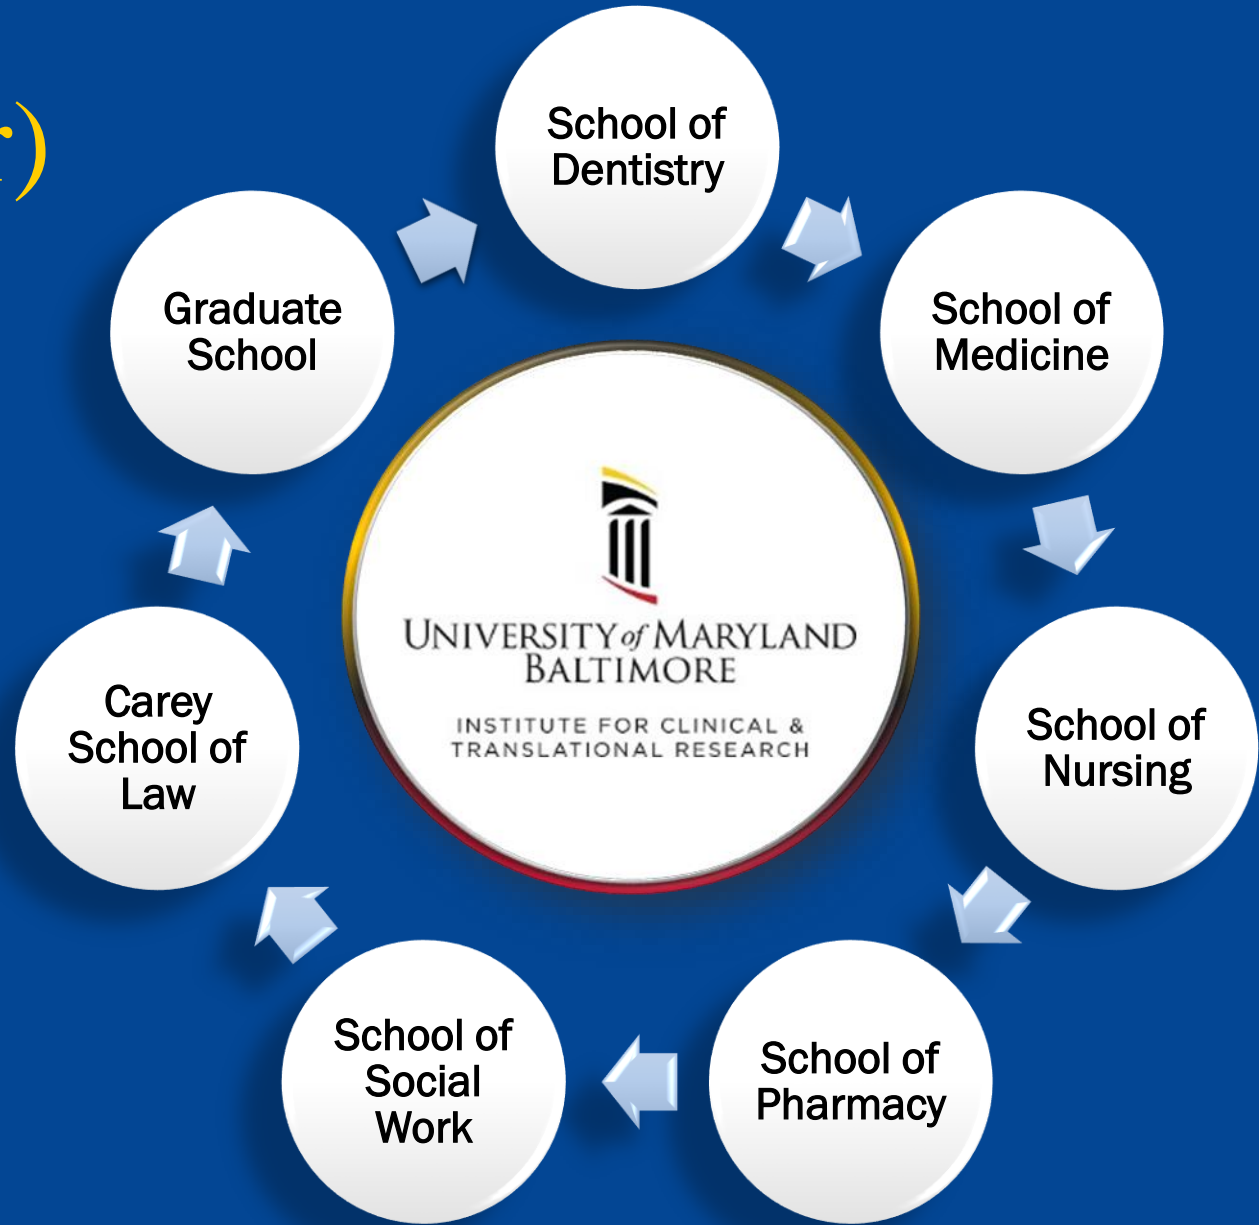 r)
School of
Dentistry
School of
Medicine
School of
Nursing
School of
Pharmacy
School of
Social
Work
Carey
School of
Law
Graduate
School
UNIVERSITY of MARYLAND
BALTIMORE
INSTITUTE FOR CLINICAL &
TRANSLATIONAL RESEARCH